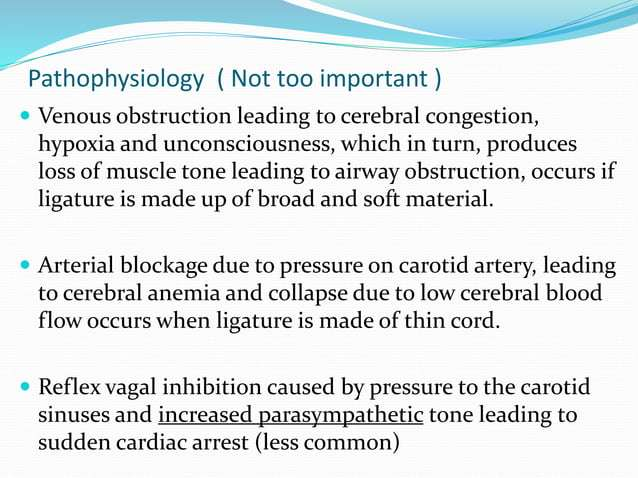 Pathophysiology ( Not too important )
Venous obstruction leading to cerebral congestion,
hypoxia and unconsciousness, which in turn, produces
loss of muscle tone leading to airway obstruction, occurs if
ligature is made up of broad and soft material.
Arterial blockage due to pressure on carotid artery, leading
to cerebral anemia and collapse due to low cerebral blood
flow occurs when ligature is made of thin cord.
Reflex vagal inhibition caused by pressure to the carotid
sinuses and increased parasympathetic tone leading to
sudden cardiac arrest (less common)